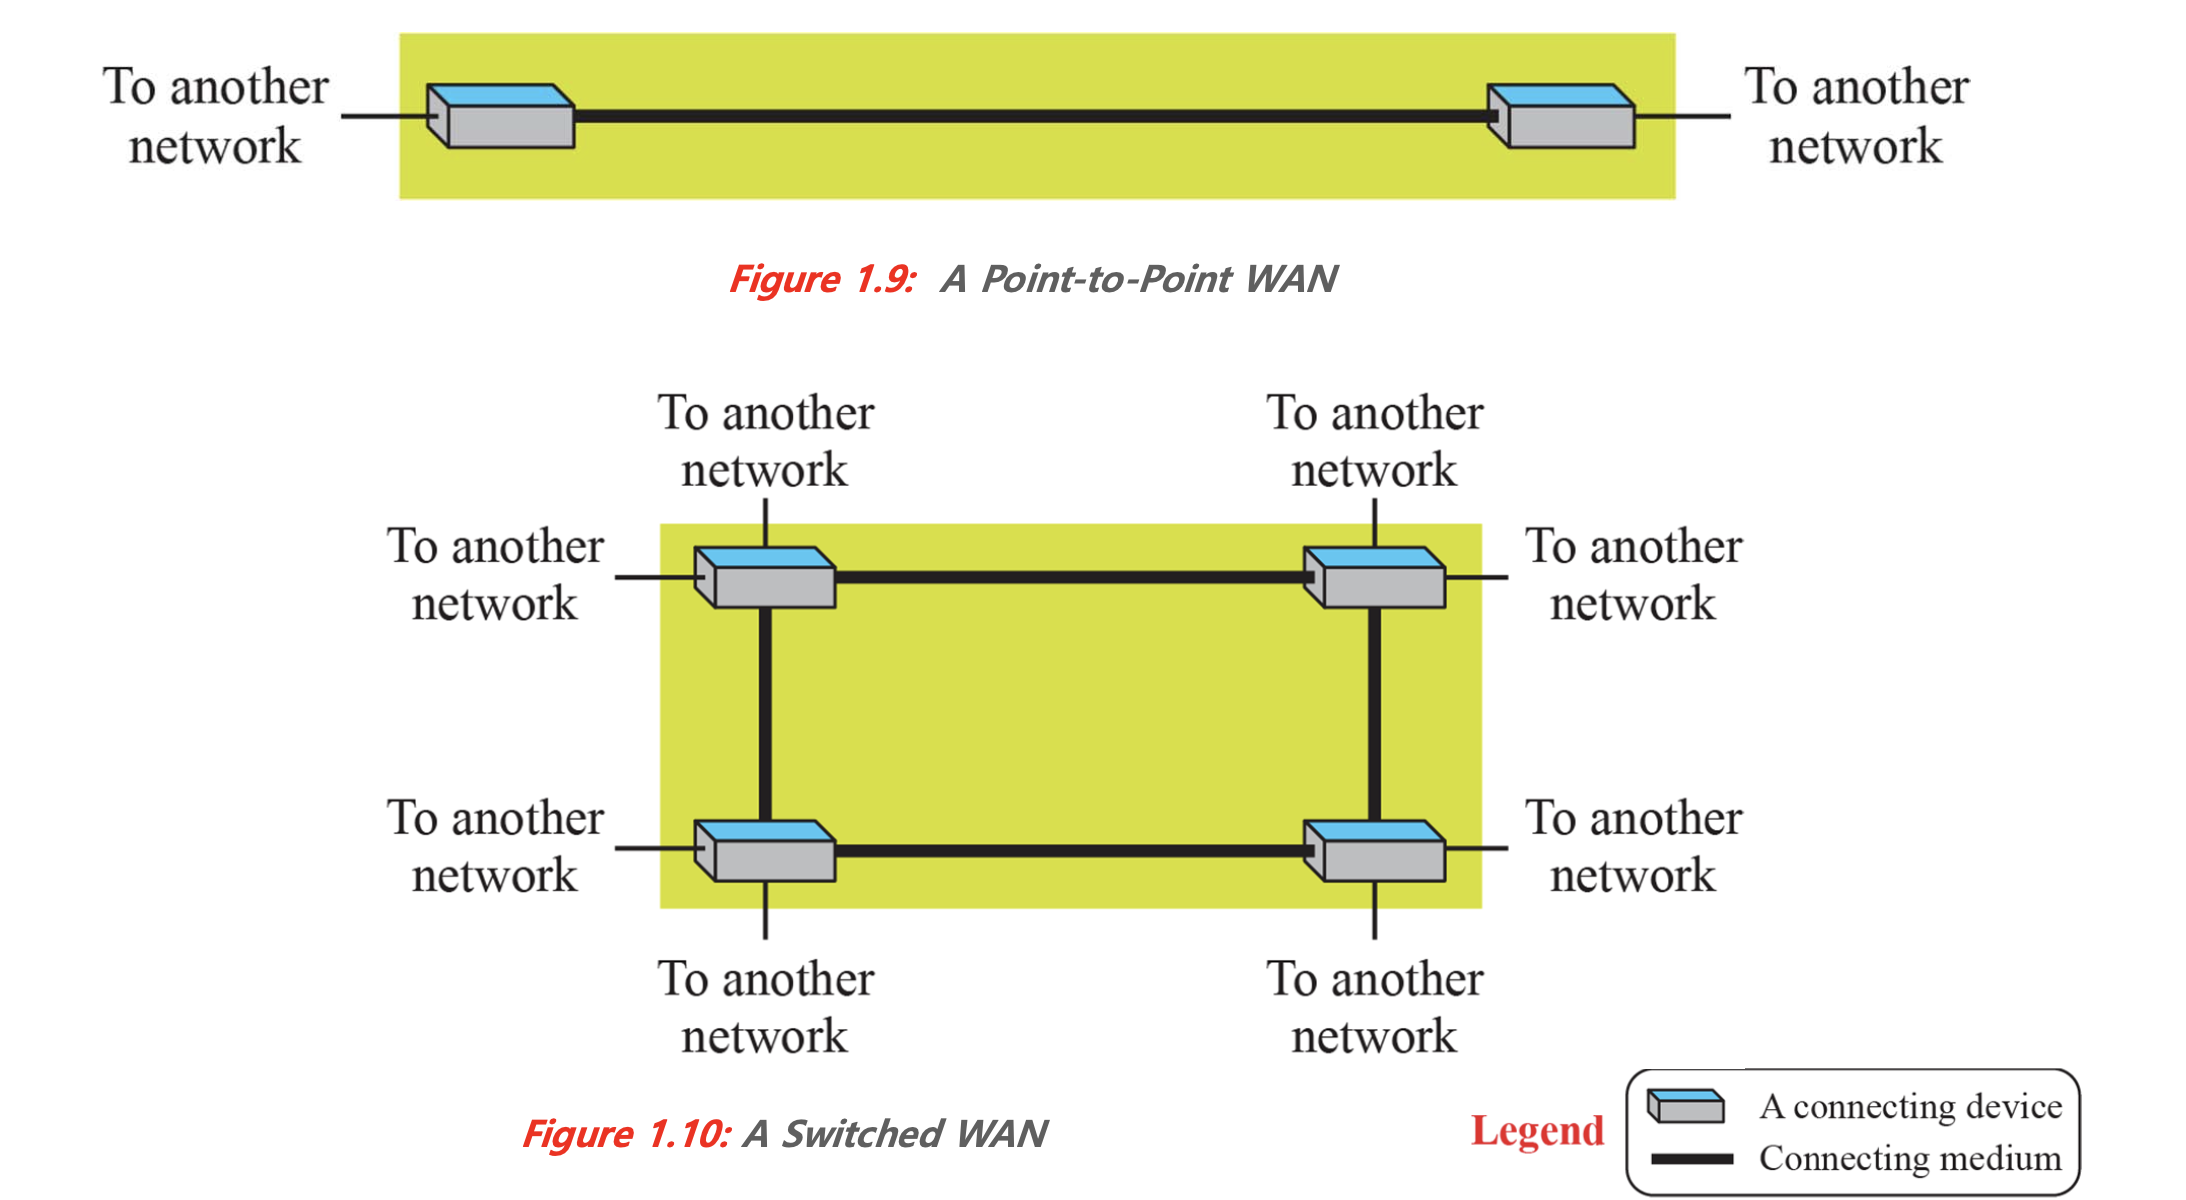 To another
network
To another
network
Figure 1.9: A Point-to-Point WAN
To another
network
To another
network
To another
network
To another
network
To another
network
To another
network
To another
network
To another
network
Figure 1.10: A Switched WAN
Legend
A connecting device
Connecting medium